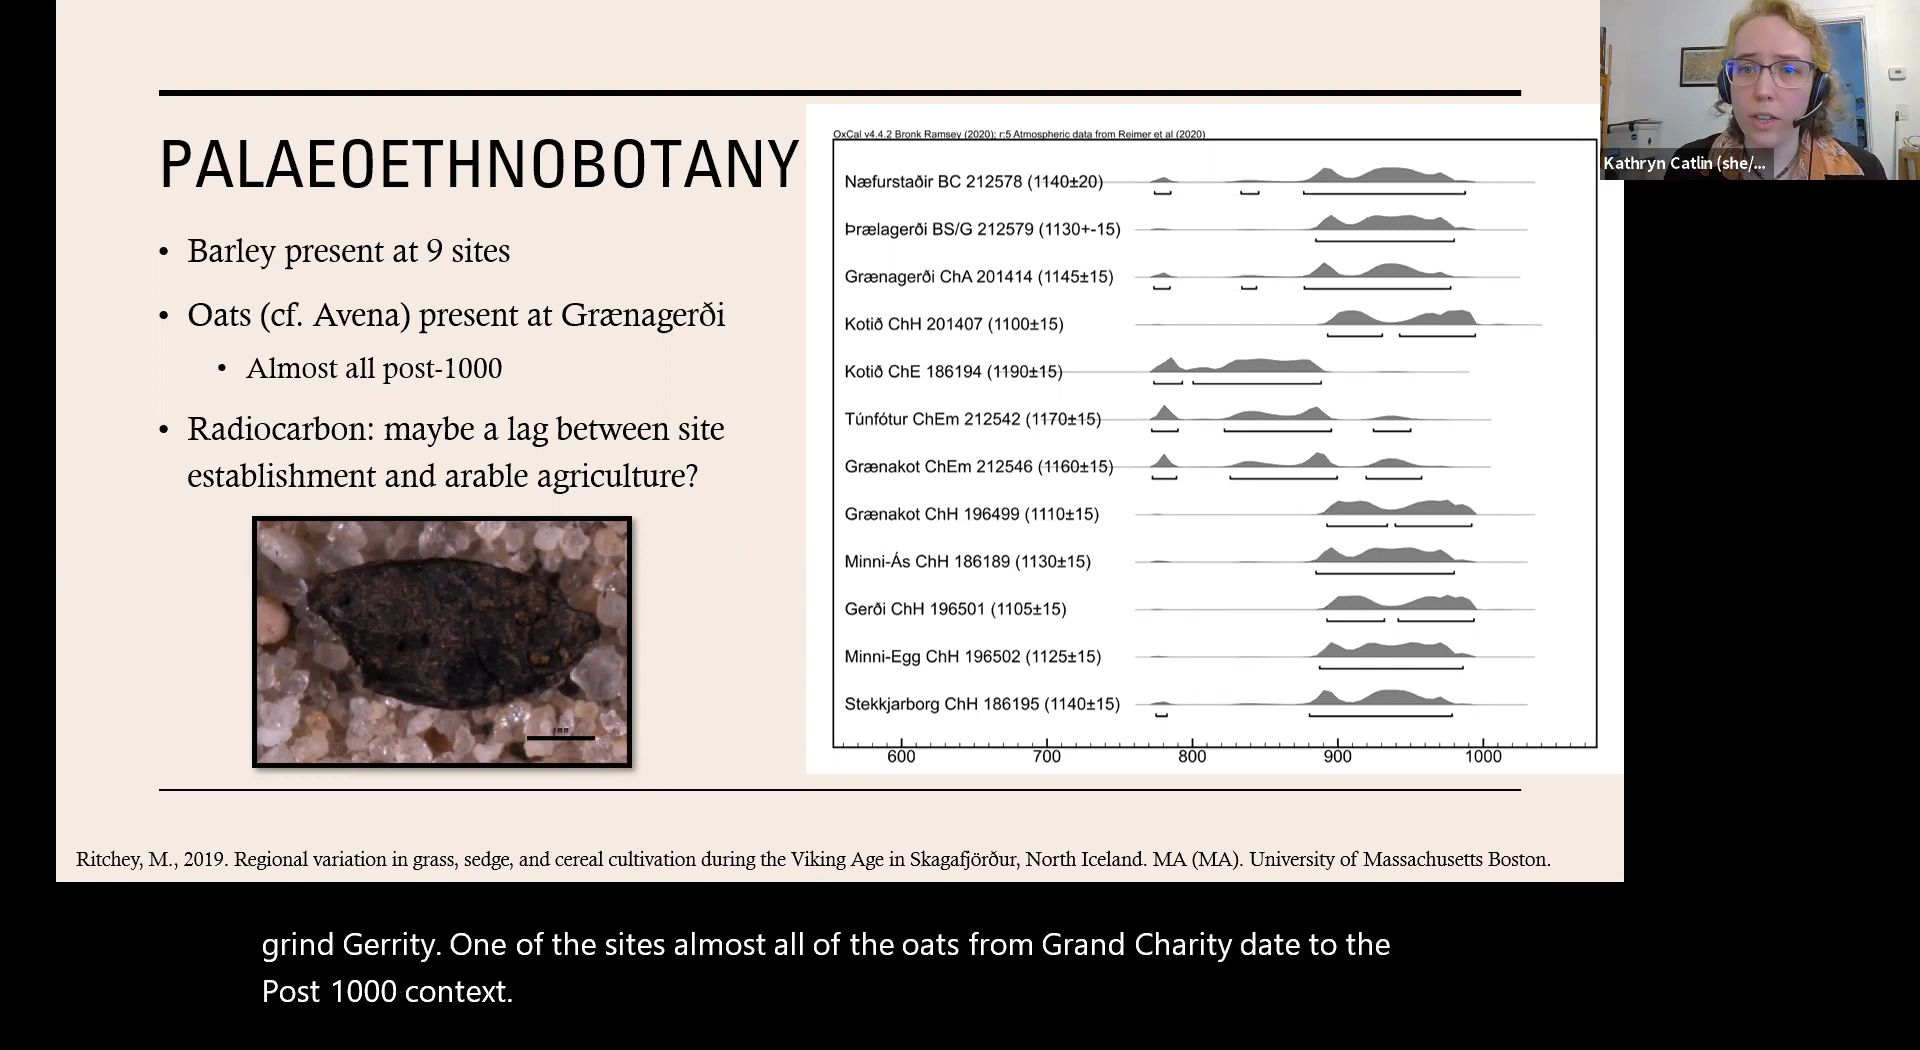 PALAEOETHNOBOTANY
• Barley present at 9 sites
• Oats (cf. Avena) present at Grænagerði
• Almost all post-1000
• Radiocarbon: maybe a lag between site
establishment and arable agriculture?
1mm
OxCal v4.4.2 Bronk Ramsey (2020); r:5 Atmospheric data from Reimer et al (2020)
Næfurstaðir BC 212578 (1140±20)
Þrælagerði BS/G 212579 (1130+-15)
Grænagerði ChA 201414 (1145±15)
Kotið ChH 201407 (1100±15)
Kotið ChE 186194 (1190±15)
Túnfótur ChEm 212542 (1170±15)
Grænakot ChEm 212546 (1160±15)
Grænakot ChH 196499 (1110±15)
Minni-Ás ChH 186189 (1130±15)
Gerði ChH 196501 (1105±15)
Minni-Egg ChH 196502 (1125±15)
Stekkjarborg ChH 186195 (1140±15)
600 700 800 900 1000
Kathryn Catlin (she/...
Ritchey, M., 2019. Regional variation in grass, sedge, and cereal cultivation during the Viking Age in Skagafjörður, North Iceland. MA (MA). University of Massachusetts Boston.
grind Gerrity. One of the sites almost all of the oats from Grand Charity date to the
Post 1000 context.